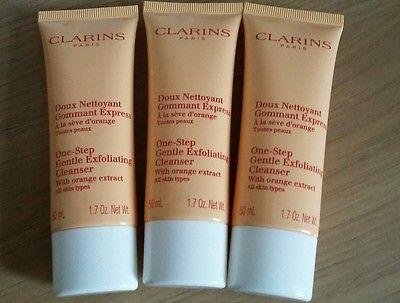 CLARINS
PARIS
Doux Nettoyant
Gommant Express
À la sève d'orange
Toutes peaux
One-Step
Gentle Exfoliating
Cleanser
With orange extract
All skin types
50 mL 1.7 Oz. Net Wt.
CLARINS
PARIS
Doux Nettoyant
Gommant Express
À la sève d'orange
Toutes peaux
One-Step
Gentle Exfoliating
Cleanser
With orange extract
All skin types
50 mL 1.7 Oz. Net Wt.
CLARINS
PARIS
Doux Nettoyant
Gommant Express
À la sève d'orange
Toutes peaux
One-Step
Gentle Exfoliating
Cleanser
With orange extract
All skin types
50 mL 1.7 Oz. Net Wt.